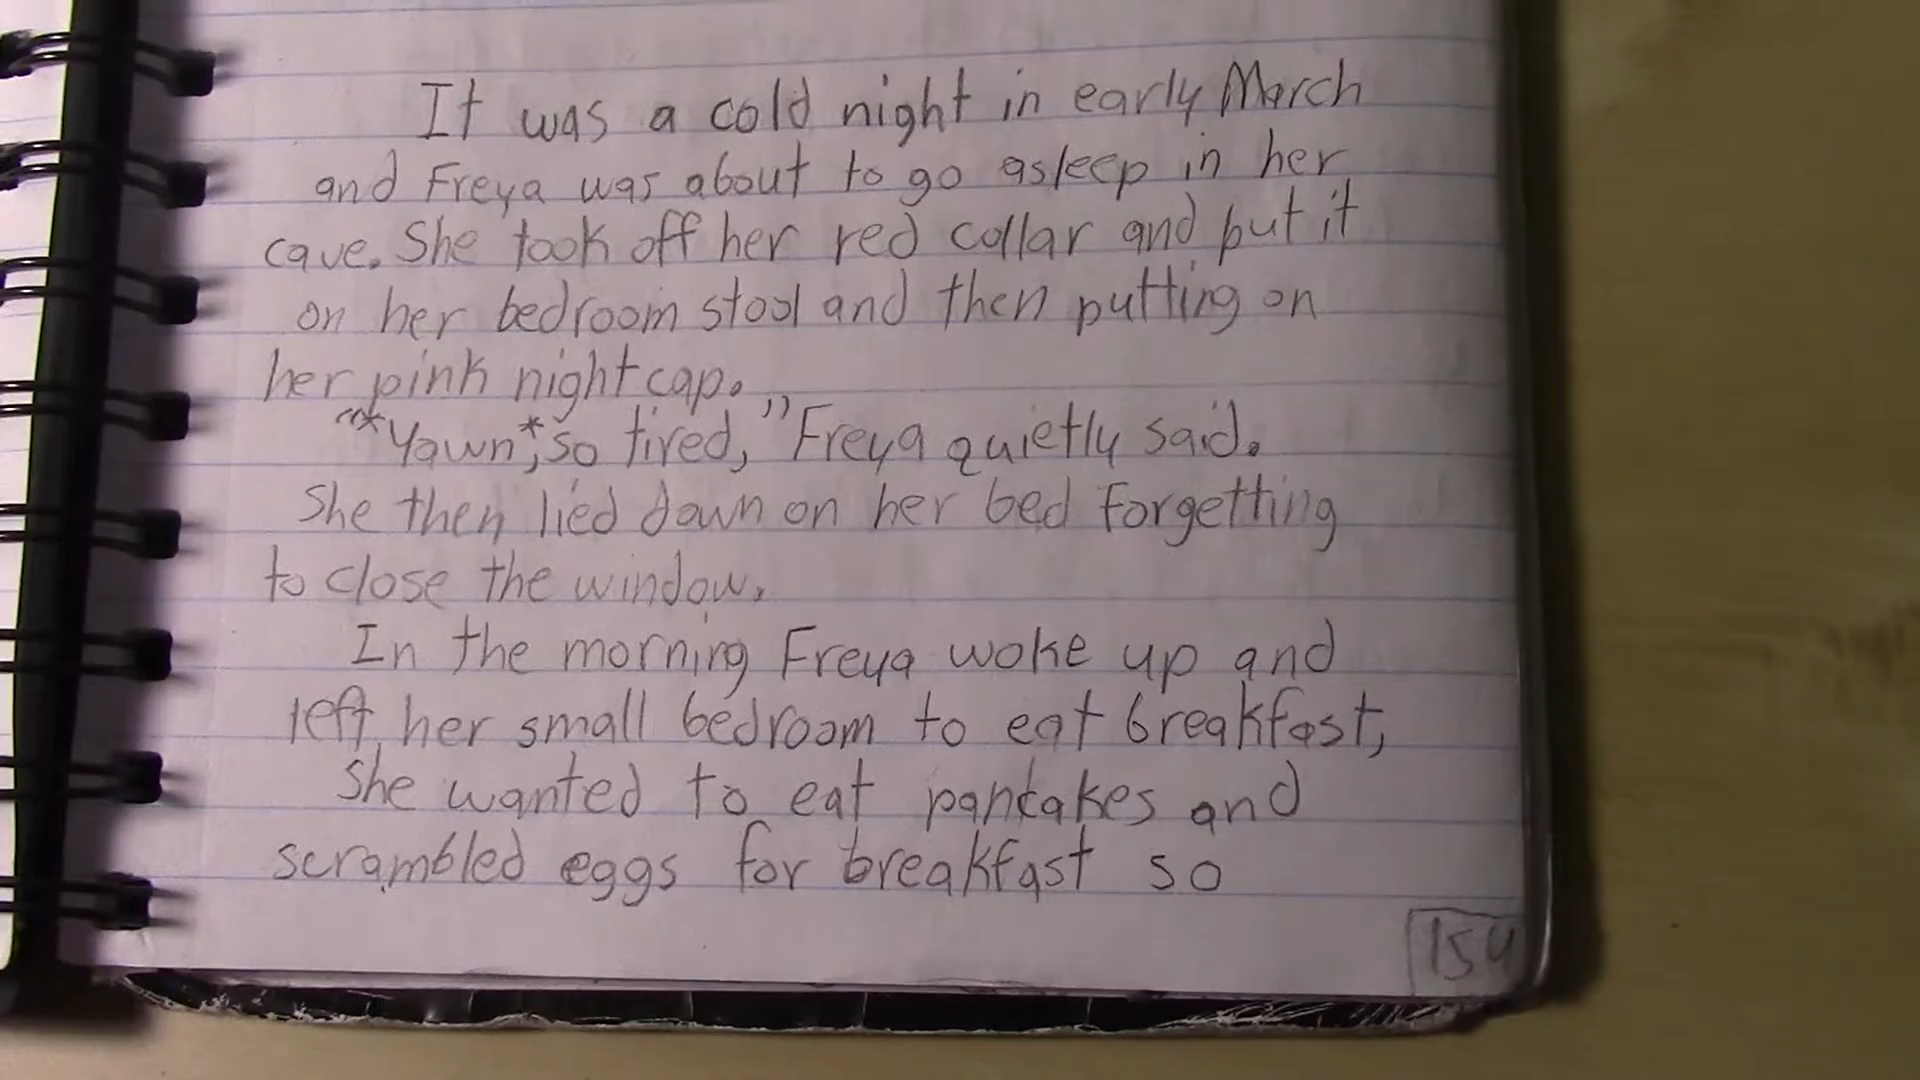 It was a cold night in early March
and Freya was about to go asleep in her
cave. She took off her red collar and put it
on her bedroom stool and then putting on
her pink nightcap.
"*Yawn*, so tired," Freya quietly said.
She then lied down on her bed forgetting
to close the window.
In the morning Freya woke up and
left her small bedroom to eat breakfast,
she wanted to eat pancakes and
scrambled eggs for breakfast so
154